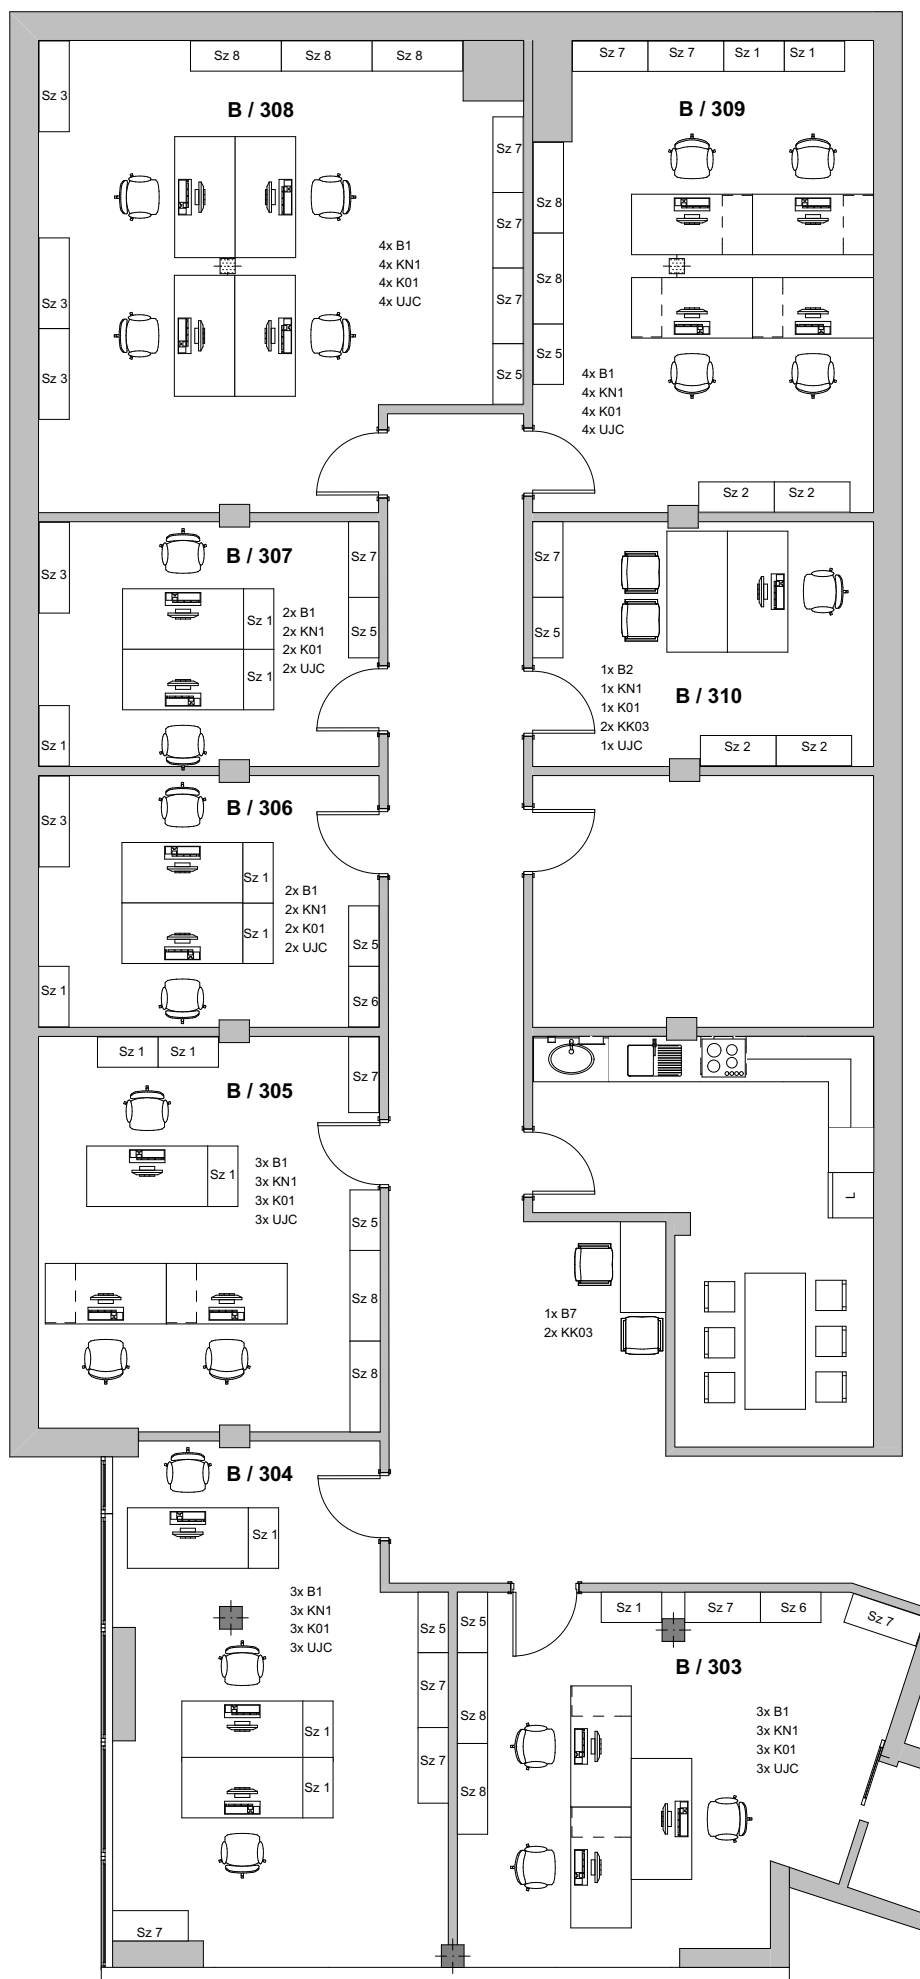 Sz 8 Sz 8 Sz 8
Sz 3
B / 308
Sz 7
Sz 7
Sz 7
Sz 5
Sz 3
Sz 3
4x B1
4x KN1
4x K01
4x UJC
Sz 7 Sz 7 Sz 1 Sz 1
B / 309
Sz 8
Sz 8
Sz 5
4x B1
4x KN1
4x K01
4x UJC
Sz 2 Sz 2
B / 307
Sz 3
Sz 7
Sz 5
Sz 1
Sz 1
2x B1
2x KN1
2x K01
2x UJC
Sz 1
Sz 7
Sz 5
1x B2
1x KN1
1x K01
2x KK03
1x UJC
B / 310
Sz 2 Sz 2
B / 306
Sz 3
Sz 1
Sz 1
2x B1
2x KN1
2x K01
2x UJC
Sz 5
Sz 6
Sz 1
Sz 1 Sz 1
B / 305
Sz 7
Sz 1
3x B1
3x KN1
3x K01
3x UJC
Sz 5
Sz 8
Sz 8
L
1x B7
2x KK03
B / 304
Sz 1
3x B1
3x KN1
3x K01
3x UJC
Sz 5
Sz 7
Sz 7
Sz 1
Sz 1
Sz 7
Sz 5
Sz 8
Sz 8
Sz 1 Sz 7 Sz 6
Sz 7
B / 303
3x B1
3x KN1
3x K01
3x UJC